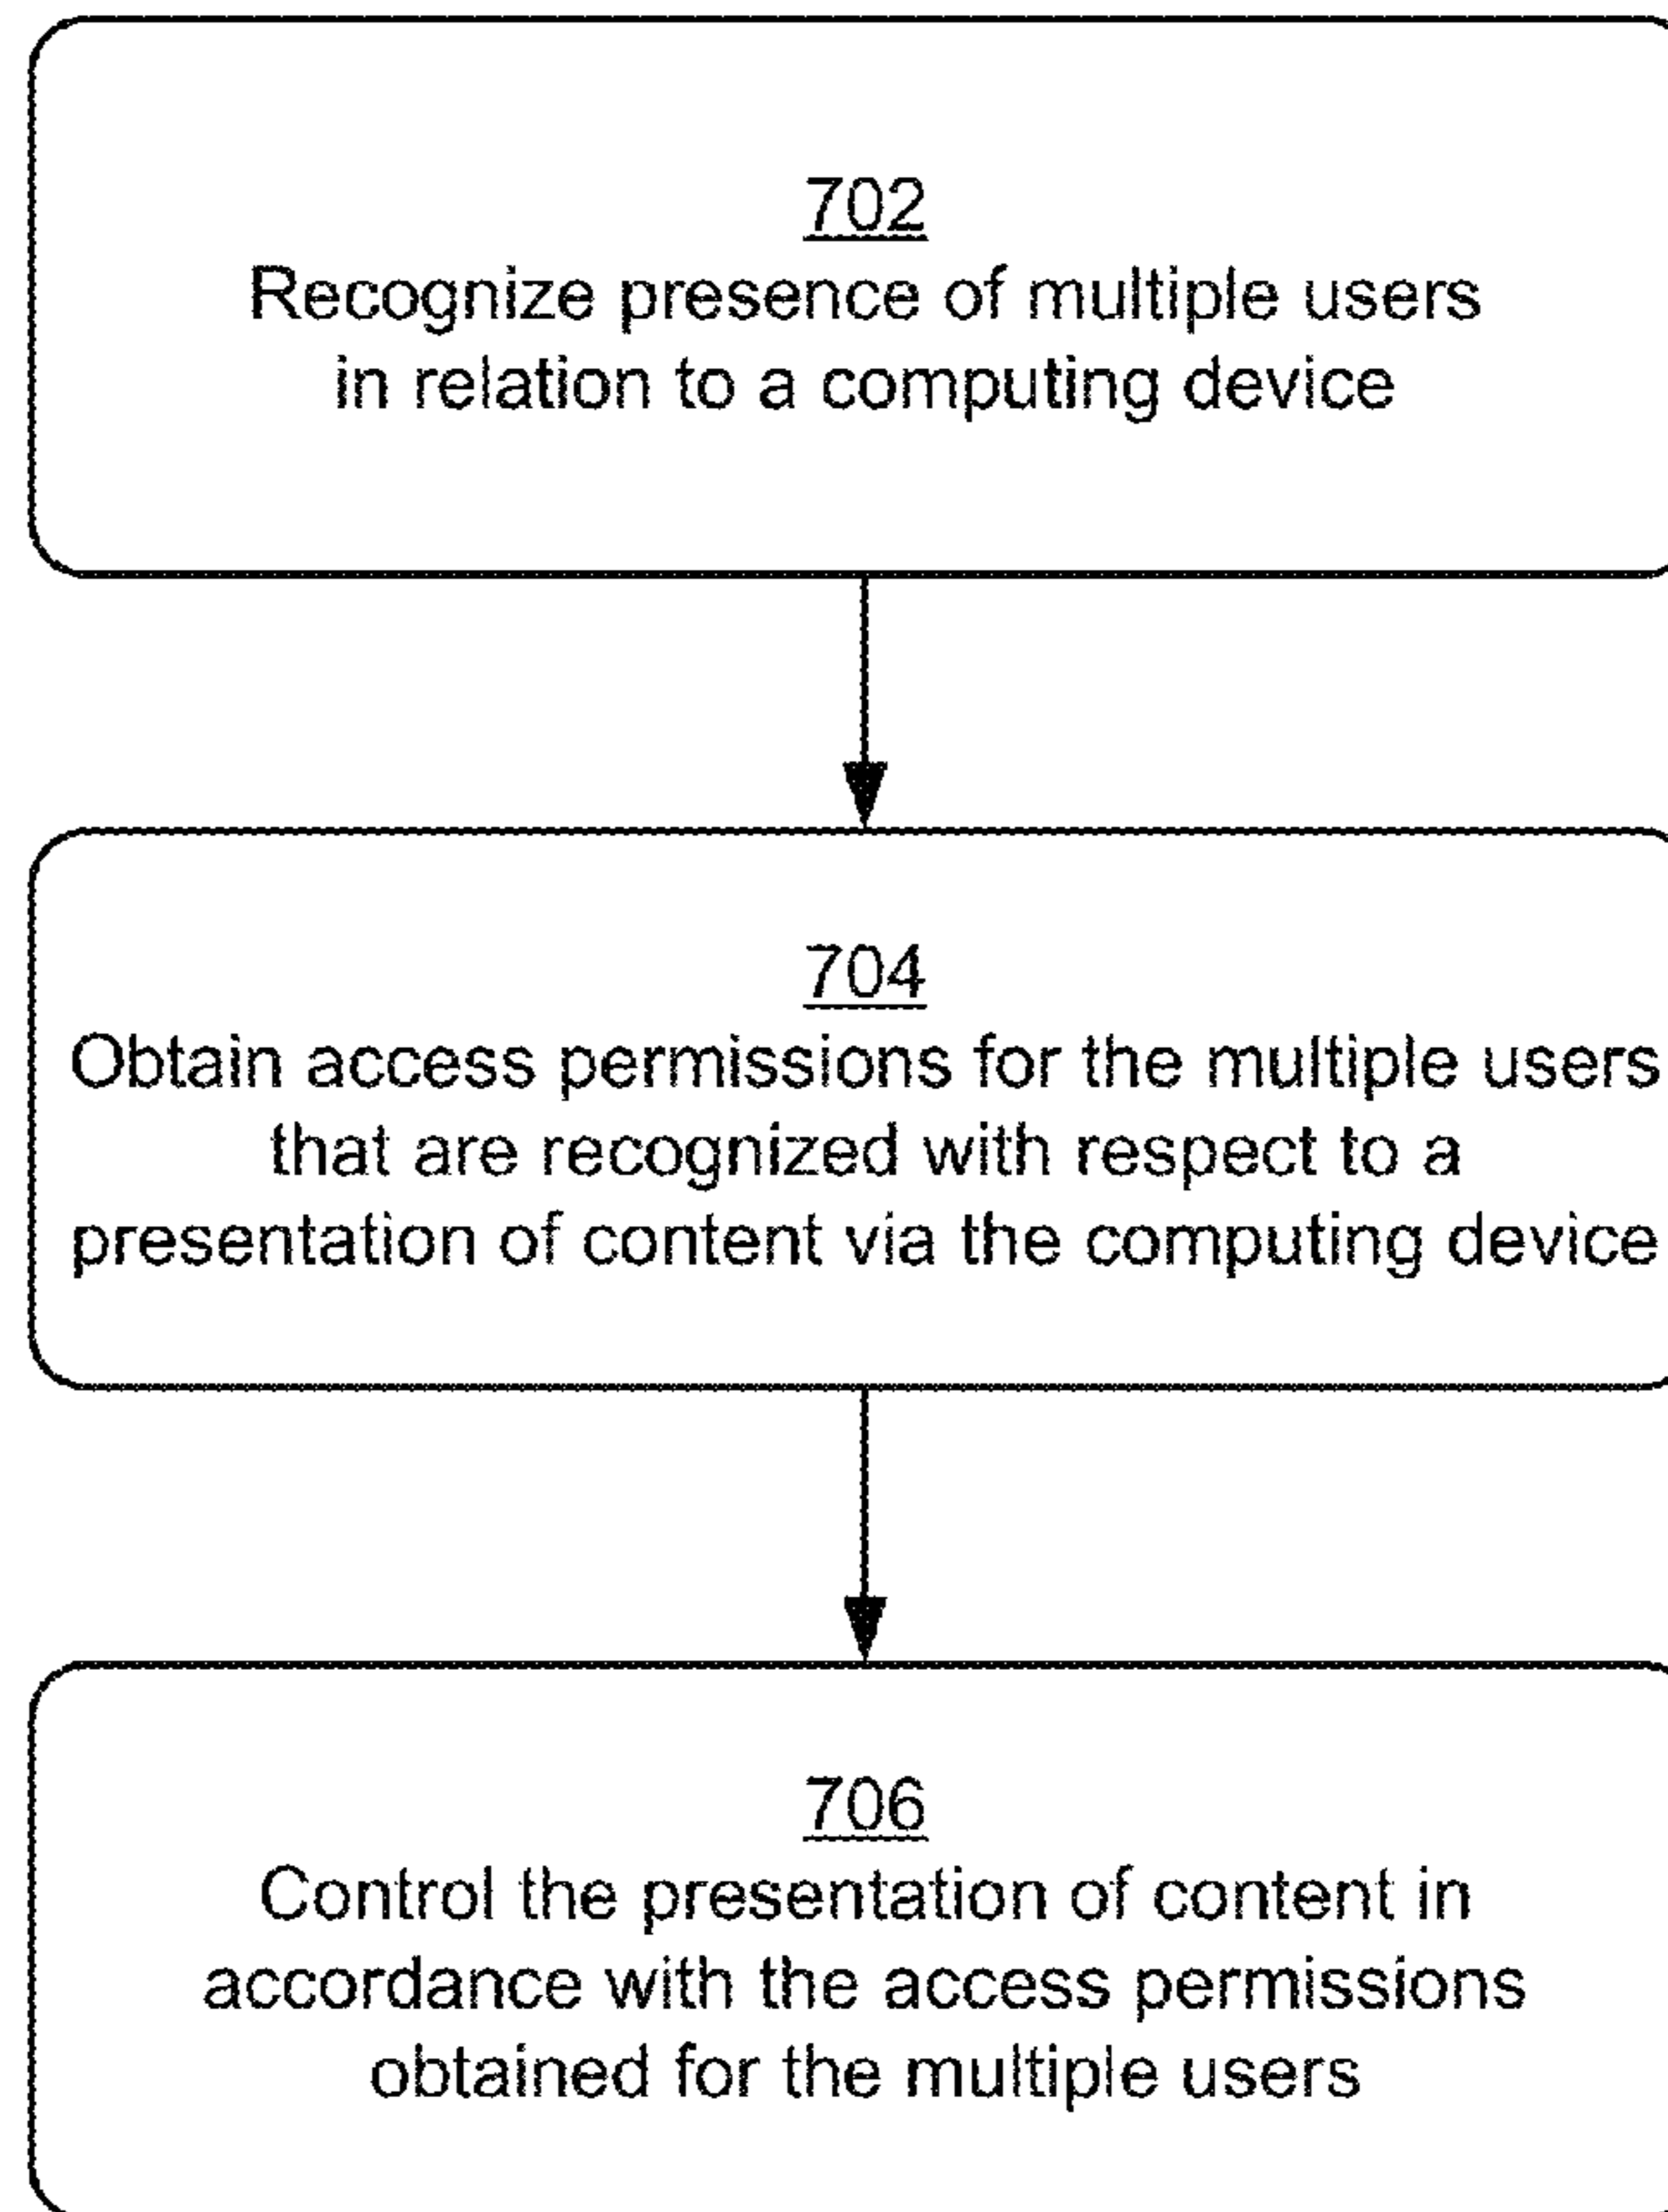 702
Recognize presence of multiple users
in relation to a computing device
704
Obtain access permissions for the multiple users
that are recognized with respect to a
presentation of content via the computing device
706
Control the presentation of content in
accordance with the access permissions
obtained for the multiple users